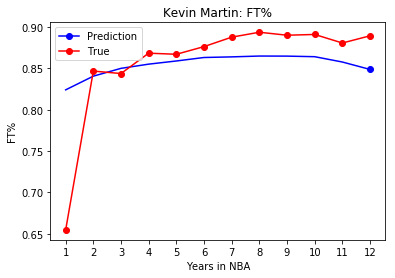 Kevin Martin: FT%
Prediction
True
0.90
0.85
0.80
0.75
0.70
0.65
FT%
1 2 3 4 5 6 7 8 9 10 11 12
Years in NBA